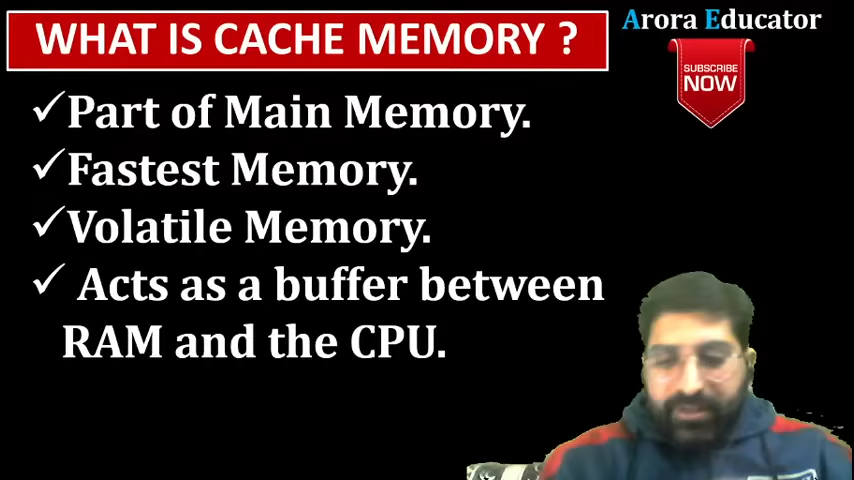 WHAT IS CACHE MEMORY ?
Arora Educator
SUBSCRIBE
NOW
✓Part of Main Memory.
✓Fastest Memory.
✓Volatile Memory.
✓ Acts as a buffer between
RAM and the CPU.